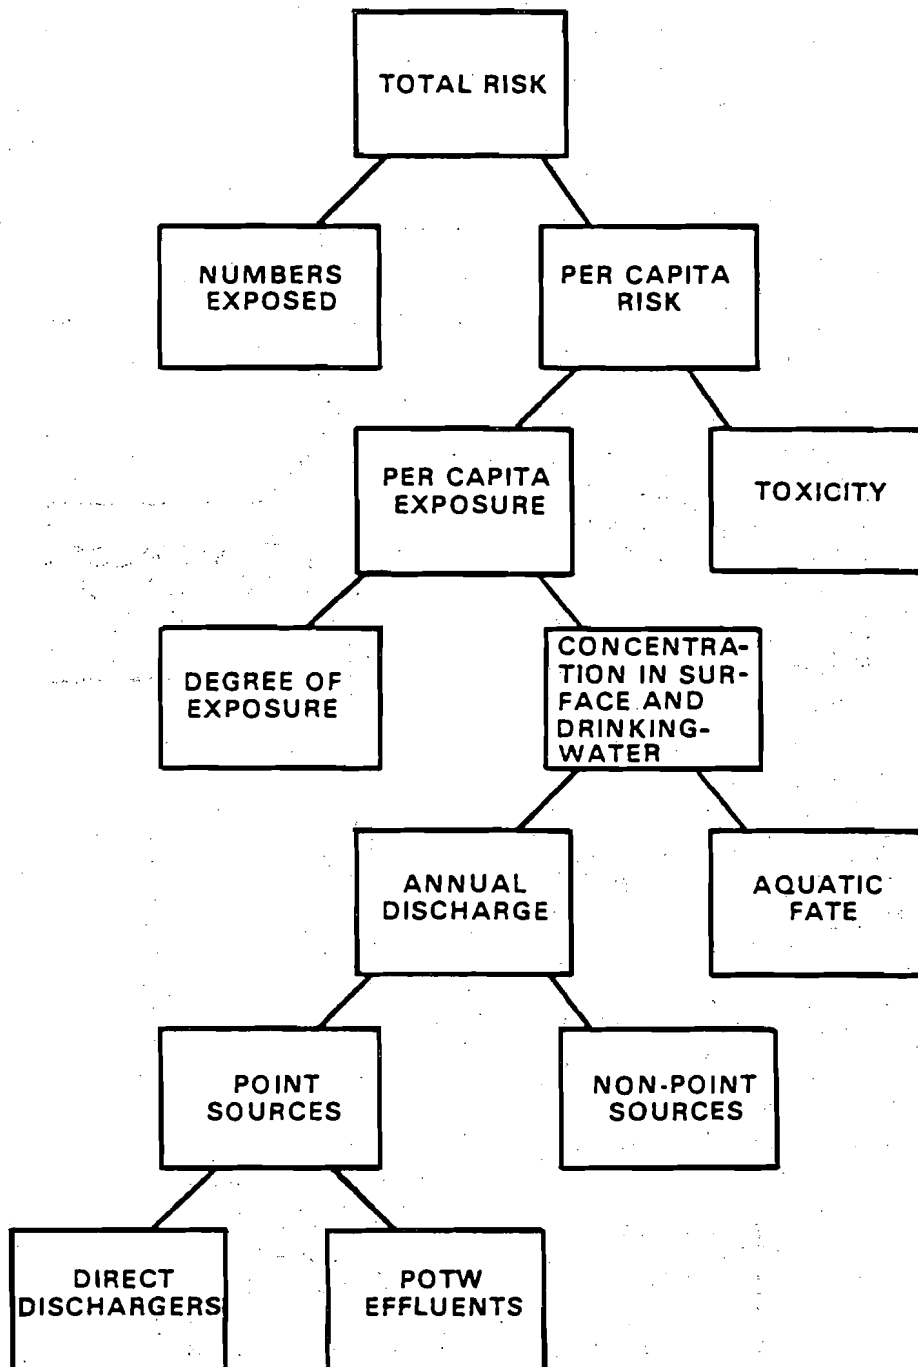 TOTAL RISK
NUMBERS
EXPOSED
PER CAPITA
RISK
PER CAPITA
EXPOSURE
TOXICITY
DEGREE OF
EXPOSURE
CONCENTRA-
TION IN SUR-
FACE AND
DRINKING-
WATER
ANNUAL
DISCHARGE
AQUATIC
FATE
POINT
SOURCES
NON-POINT
SOURCES
DIRECT
DISCHARGERS
POTW
EFFLUENTS